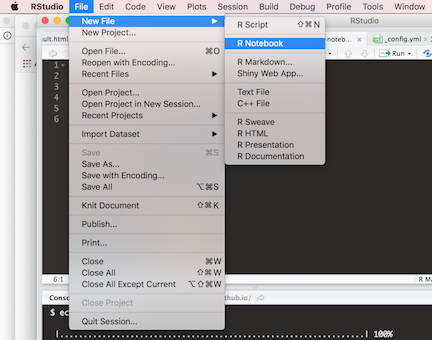 RStudio File Edit Code View Plots Session Build Debug Profile Tools Window
RStudio
ault.html
-noteb... _config.yml
Run
New File
New Project...
Open File... ⌘O
Reopen with Encoding...
Recent Files
Open Project...
Open Project in New Session...
Recent Projects
Import Dataset
Save ⌘S
Save As...
Save with Encoding...
Save All ⌥⌘S
Knit Document ⇧⌘K
Publish...
Print...
Close ⌘W
Close All ⇧⌘W
Close All Except Current ⌥⇧⌘W
Close Project
Quit Session...
R Script ⇧⌘N
R Notebook
R Markdown...
Shiny Web App...
Text File
C++ File
R Sweave
R HTML
R Presentation
R Documentation
1
2
3
4
5
6
6:1
R Ma
Conso
thub.io/
$ ec
|......................................................................| 100%